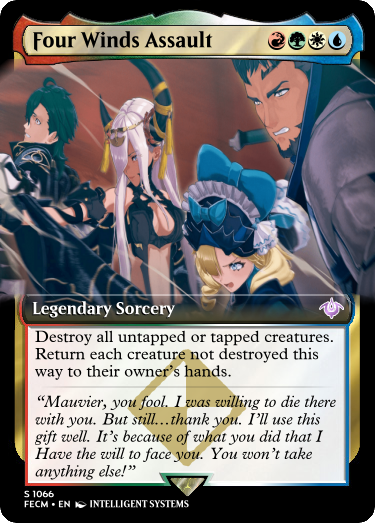 Four Winds Assault
Legendary Sorcery
Destroy all untapped or tapped creatures.
Return each creature not destroyed this
way to their owner's hands.
“Mauvier, you fool. I was willing to die there
with you. But still…thank you. I'll use this
gift well. It's because of what you did that I
Have the will to face you. You won't take
anything else!”
S 1066
FECM • EN INTELLIGENT SYSTEMS